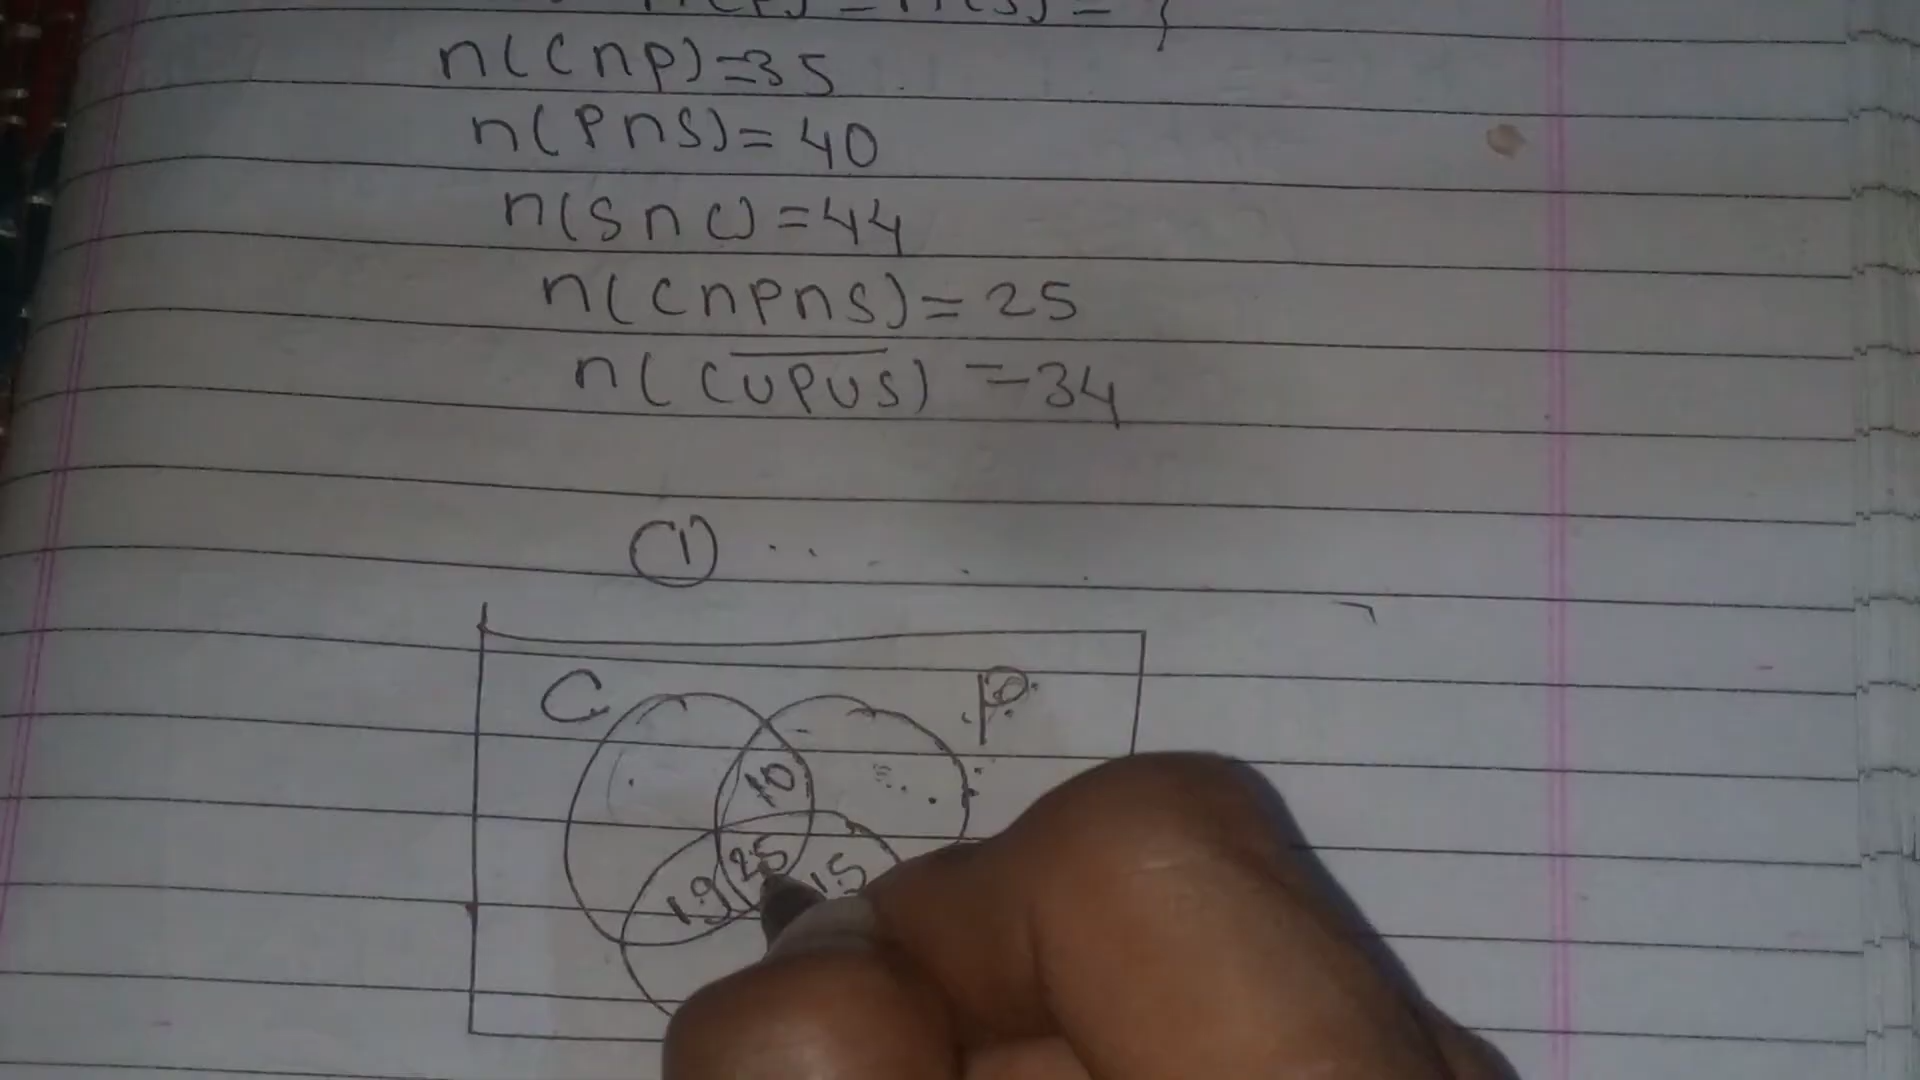 n(C∩P)=35
n(P∩S)=40
n(S∩C)=44
n(C∩P∩S)=25
n(C∪P∪S)=34
1
C P
10
25
19 15